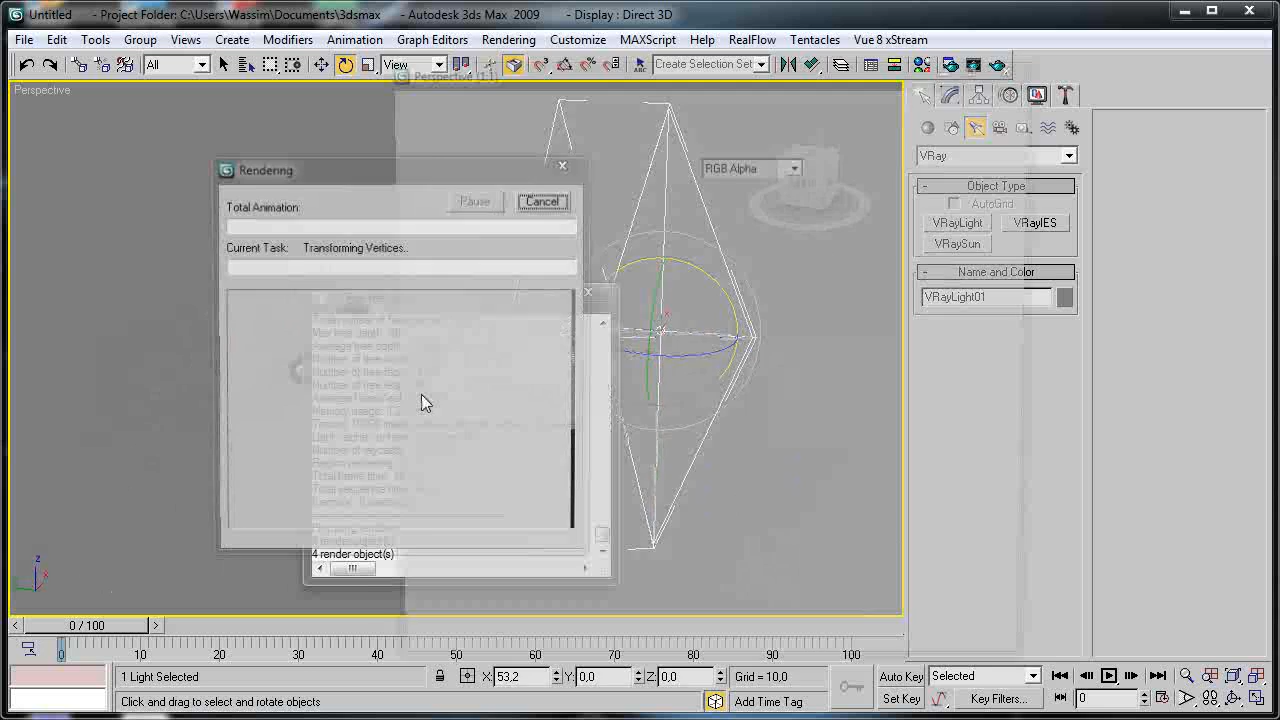 Untitled - Project Folder: C:\Users\Wassim\Documents\3dsmax - Autodesk 3ds Max 2009 - Display : Direct 3D
File Edit Tools Group Views Create Modifiers Animation Graph Editors Rendering Customize MAXScript Help RealFlow Tentacles Vue 8 xStream
All View Create Selection Set
Perspective (1:1)
Perspective
RGB Alpha
VRay
Rendering
Total Animation:
Pause Cancel
Current Task: Transforming Vertices..
Object Type
AutoGrid
VRayLight VRayIES
VRaySun
Name and Color
VRayLight01
4 render object(s)
z
x
0 / 100
0 10 20 30 40 50 60 70 80 90 100
1 Light Selected X: 53,2 Y: 0,0 Z: 0,0 Grid = 10,0 Auto Key Selected
Click and drag to select and rotate objects Add Time Tag Set Key Key Filters... 0